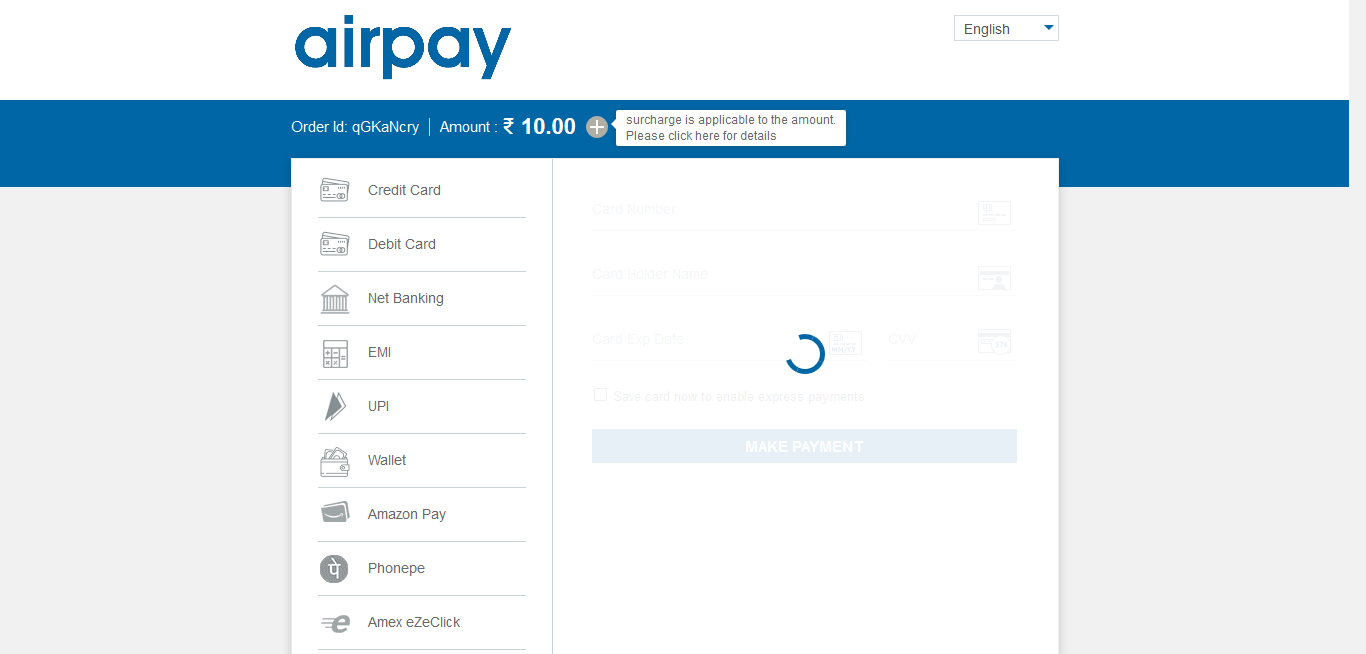 airpay
English
Order Id: qGKaNcry
Amount : ₹ 10.00
surcharge is applicable to the amount.
Please click here for details
Credit Card
Debit Card
Net Banking
EMI
UPI
Wallet
Amazon Pay
Phonepe
Amex eZeClick
Card Number
Card Holder Name
Card Exp Date
CVV
Save card now to enable express payments
MAKE PAYMENT